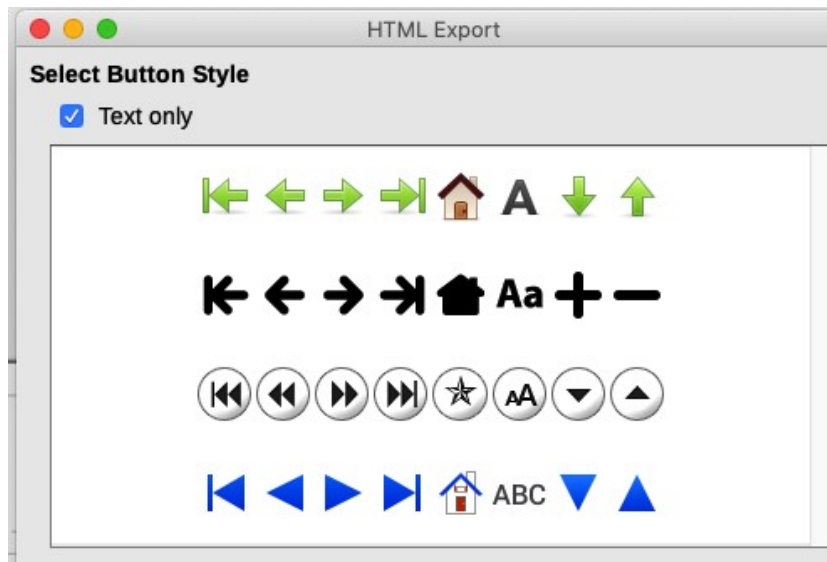 HTML Export
Select Button Style
Text only
A
Aa
AA
ABC